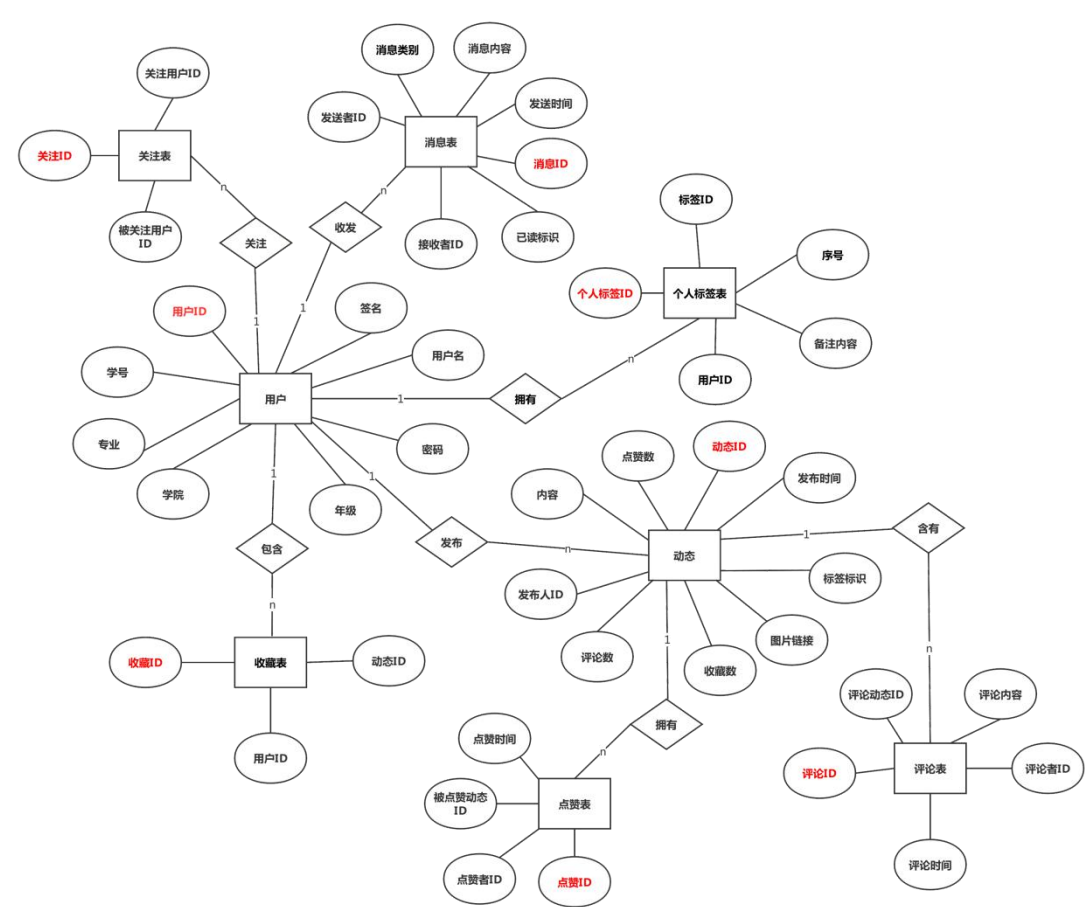 消息类别
消息内容
关注用户ID
发送者ID
发送时间
关注ID
关注表
消息表
消息ID
n
n
标签ID
被关注用户
ID
关注
收发
接收者ID
已读标识
序号
个人标签ID
个人标签表
用户ID
签名
1
1
备注内容
学号
用户名
n
用户ID
用户
1
拥有
专业
密码
动态ID
点赞数
1
1
发布时间
学院
年级
内容
包含
发布
n
动态
1
含有
标签标识
发布人ID
n
图片链接
1
评论数
收藏数
n
收藏ID
收藏表
动态ID
评论动态ID
评论内容
拥有
点赞时间
n
用户ID
评论ID
评论表
评论者ID
被点赞动态
ID
点赞表
评论时间
点赞者ID
点赞ID